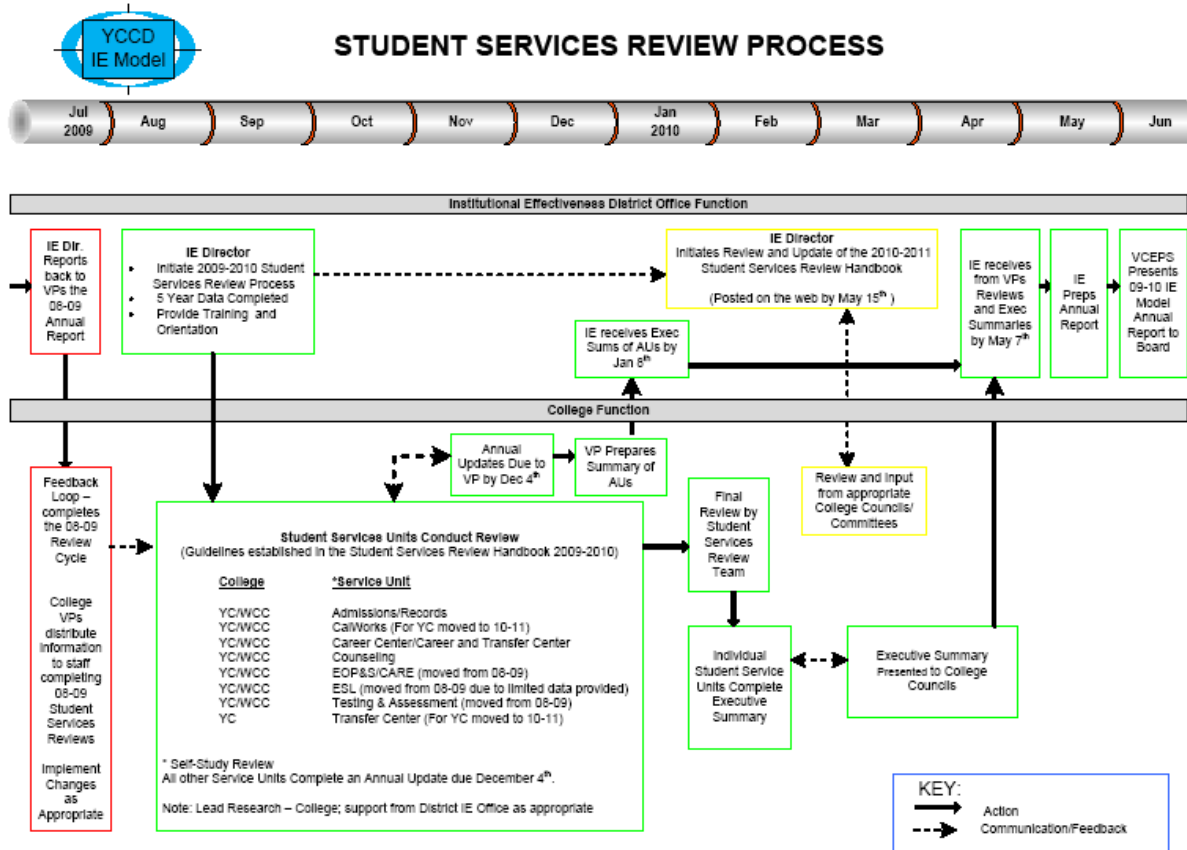 YCCD
IE Model
STUDENT SERVICES REVIEW PROCESS
Jul
2009
Aug
Sep
Oct
Nov
Dec
Jan
2010
Feb
Mar
Apr
May
Jun
Institutional Effectiveness District Office Function
IE Dir.
Reports
back to
VPs the
08-09
Annual
Report
IE Director
• Initiate 2009-2010 Student
Services Review Process
• 5 Year Data Completed
• Provide Training and
Orientation
IE Director
Initiates Review and Update of the 2010-2011
Student Services Review Handbook
(Posted on the web by May 15th )
IE receives Exec
Sums of AUs by
Jan 8th
IE receives
from VPs
Reviews
and Exec
Summaries
by May 7th
IE
Preps
Annual
Report
VCEPS
Presents
09-10 IE
Model
Annual
Report to
Board
College Function
Feedback
Loop –
completes
the 08-09
Review
Cycle
College
VPs
distribute
information
to staff
completing
08-09
Student
Services
Reviews
Implement
Changes
as
Appropriate
Annual
Updates Due to
VP by Dec 4th
VP Prepares
Summary of
AUs
Student Services Units Conduct Review
(Guidelines established in the Student Services Review Handbook 2009-2010)
College *Service Unit
YC/WCC Admissions/Records
YC/WCC CalWorks (For YC moved to 10-11)
YC/WCC Career Center/Career and Transfer Center
YC/WCC Counseling
YC/WCC EOP&S/CARE (moved from 08-09)
YC/WCC ESL (moved from 08-09 due to limited data provided)
YC/WCC Testing & Assessment (moved from 08-09)
YC Transfer Center (For YC moved to 10-11)
* Self-Study Review
All other Service Units Complete an Annual Update due December 4th.
Note: Lead Research – College; support from District IE Office as appropriate
Final
Review by
Student
Services
Review
Team
Review and Input
from appropriate
College Councils/
Committees
Individual
Student Service
Units Complete
Executive
Summary
Executive Summary
Presented to College
Councils
KEY:
Action
Communication/Feedback